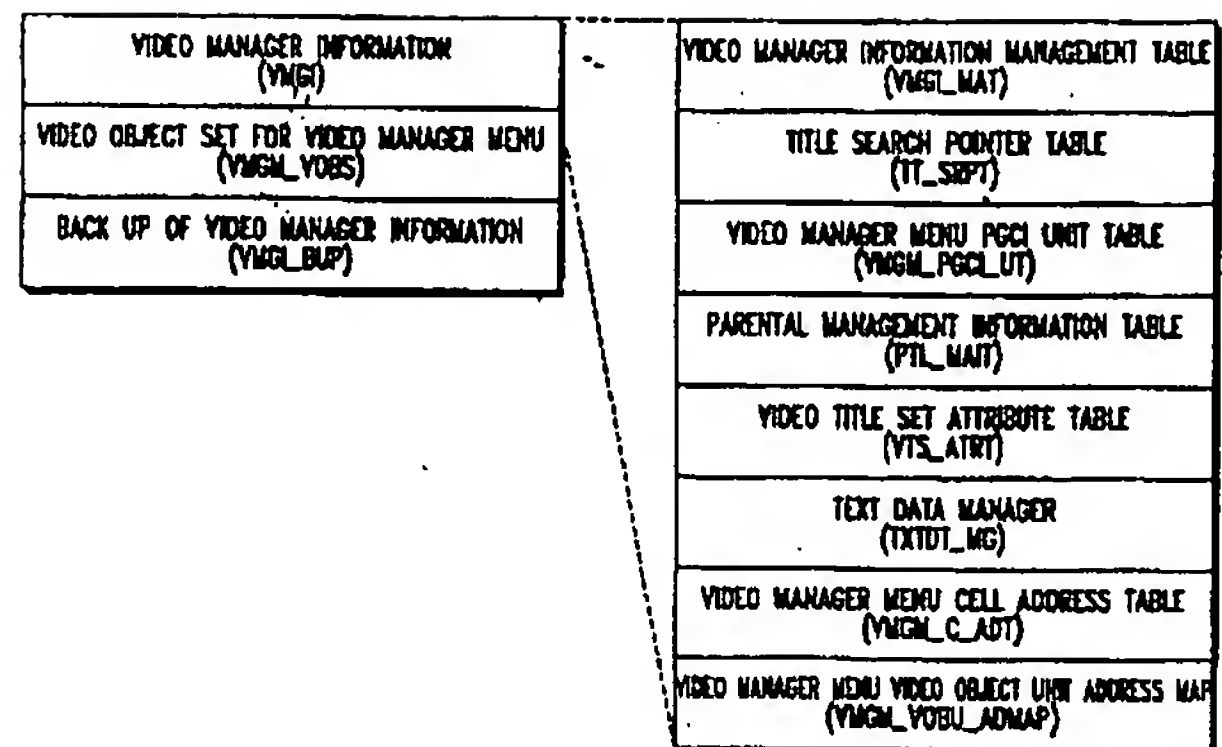 VIDEO MANAGER INFORMATION
(VMGI)
VIDEO OBJECT SET FOR VIDEO MANAGER MENU
(VMGM_VOBS)
BACK UP OF VIDEO MANAGER INFORMATION
(VMGI_BUP)
VIDEO MANAGER INFORMATION MANAGEMENT TABLE
(VMGI_MAT)
TITLE SEARCH POINTER TABLE
(TT_SRPT)
VIDEO MANAGER MENU PGCI UNIT TABLE
(VMGM_PGCI_UT)
PARENTAL MANAGEMENT INFORMATION TABLE
(PTL_MAIT)
VIDEO TITLE SET ATTRIBUTE TABLE
(VTS_ATRT)
TEXT DATA MANAGER
(TXTDT_MG)
VIDEO MANAGER MENU CELL ADDRESS TABLE
(VMGM_C_ADT)
VIDEO MANAGER MENU VIDEO OBJECT UNIT ADDRESS MAP
(VMGM_VOBU_ADMAP)